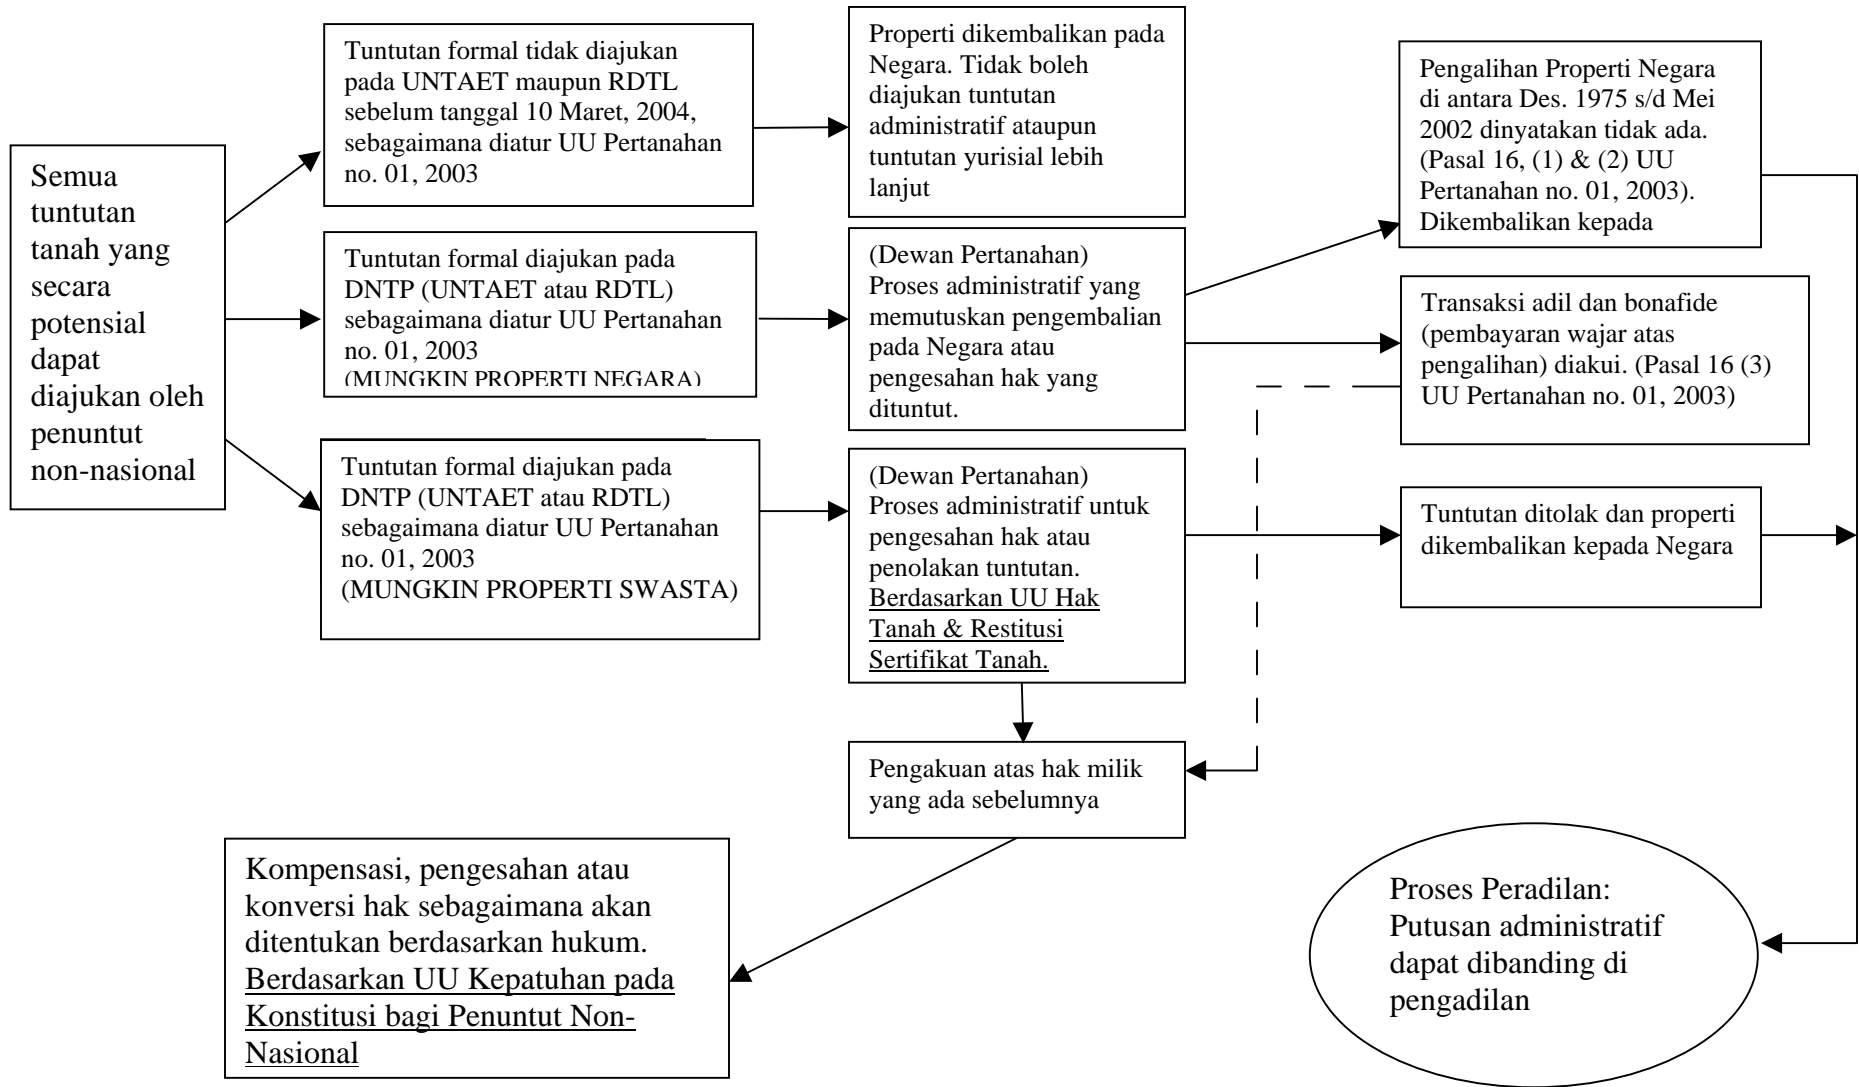 Semua
tuntutan
tanah yang
secara
potensial
dapat
diajukan oleh
penuntut
non-nasional
Tuntutan formal tidak diajukan
pada UNTAET maupun RDTL
sebelum tanggal 10 Maret, 2004,
sebagaimana diatur UU Pertanahan
no. 01, 2003
Properti dikembalikan pada
Negara. Tidak boleh
diajukan tuntutan
administratif ataupun
tuntutan yurisial lebih
lanjut
Tuntutan formal diajukan pada
DNTP (UNTAET atau RDTL)
sebagaimana diatur UU Pertanahan
no. 01, 2003
(MUNGKIN PROPERTI NEGARA)
(Dewan Pertanahan)
Proses administratif yang
memutuskan pengembalian
pada Negara atau
pengesahan hak yang
dituntut.
Pengalihan Properti Negara
di antara Des. 1975 s/d Mei
2002 dinyatakan tidak ada.
(Pasal 16, (1) & (2) UU
Pertanahan no. 01, 2003).
Dikembalikan kepada
Transaksi adil dan bonafide
(pembayaran wajar atas
pengalihan) diakui. (Pasal 16 (3)
UU Pertanahan no. 01, 2003)
Tuntutan formal diajukan pada
DNTP (UNTAET atau RDTL)
sebagaimana diatur UU Pertanahan
no. 01, 2003
(MUNGKIN PROPERTI SWASTA)
(Dewan Pertanahan)
Proses administratif untuk
pengesahan hak atau
penolakan tuntutan.
Berdasarkan UU Hak
Tanah & Restitusi
Sertifikat Tanah.
Tuntutan ditolak dan properti
dikembalikan kepada Negara
Pengakuan atas hak milik
yang ada sebelumnya
Kompensasi, pengesahan atau
konversi hak sebagaimana akan
ditentukan berdasarkan hukum.
Berdasarkan UU Kepatuhan pada
Konstitusi bagi Penuntut Non-
Nasional
Proses Peradilan:
Putusan administratif
dapat dibanding di
pengadilan